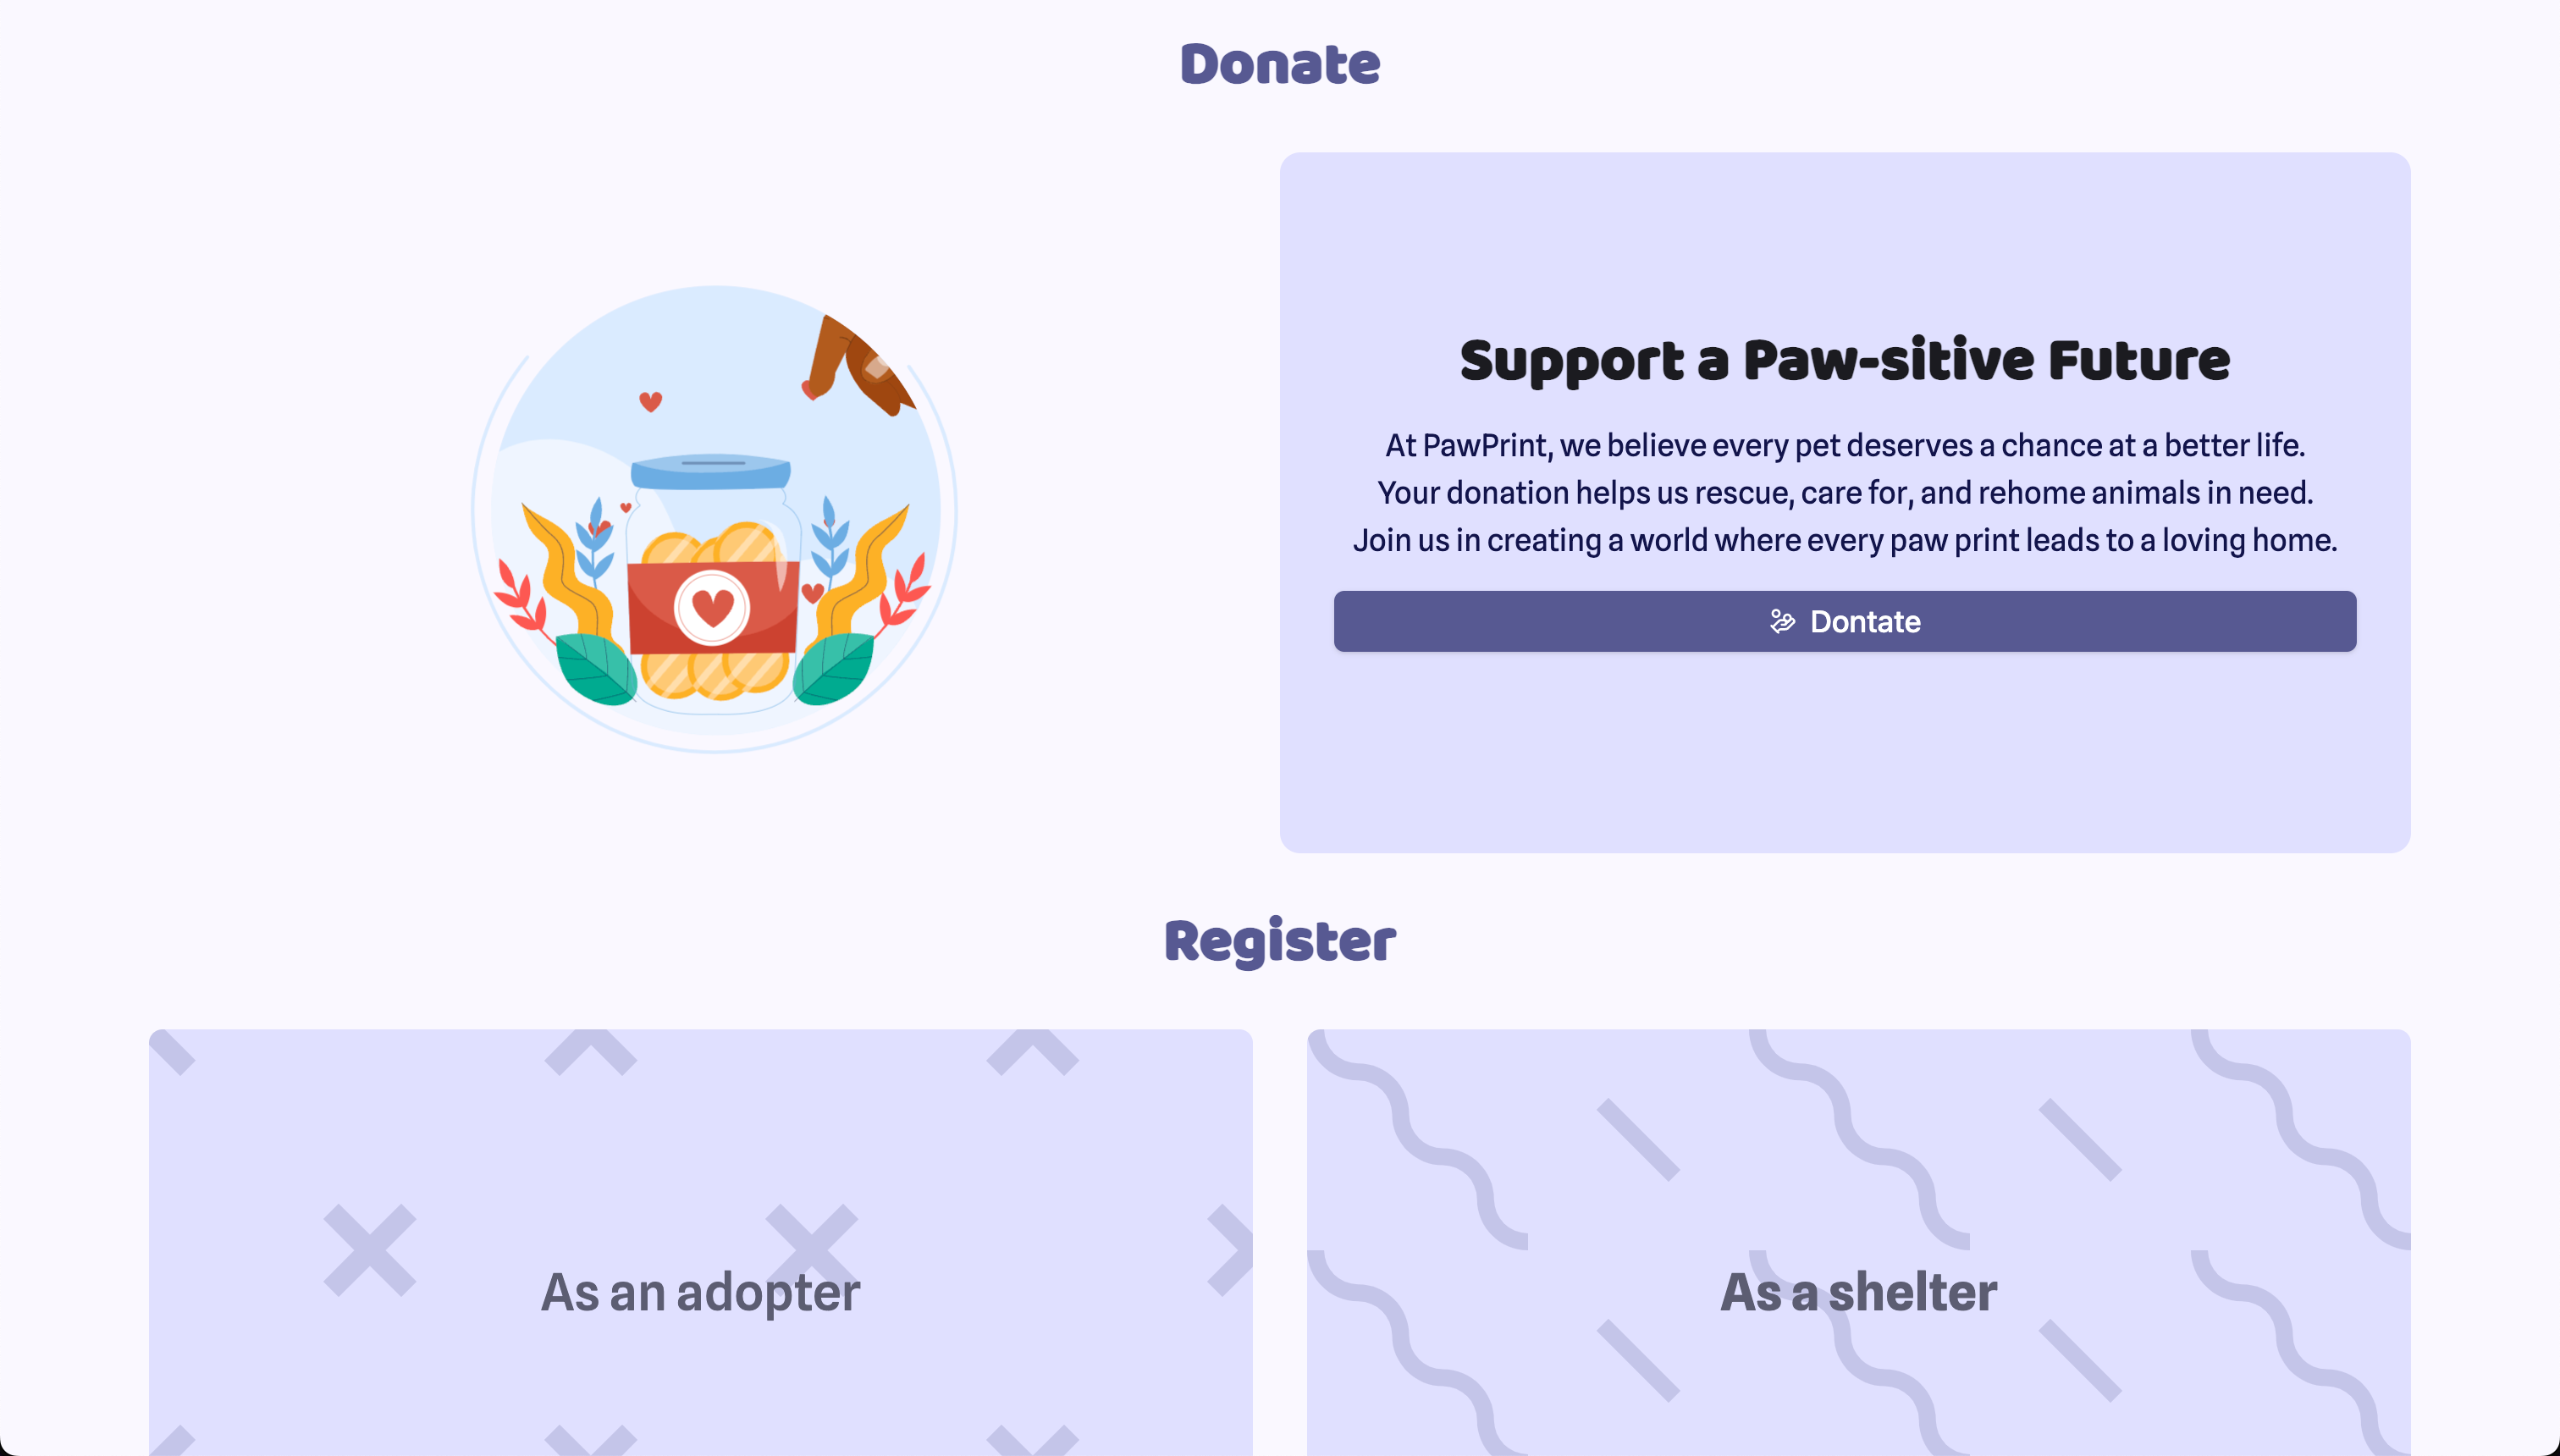 Donate
Support a Paw-sitive Future
At PawPrint, we believe every pet deserves a chance at a better life.
Your donation helps us rescue, care for, and rehome animals in need.
Join us in creating a world where every paw print leads to a loving home.
Dontate
Register
As an adopter
As a shelter